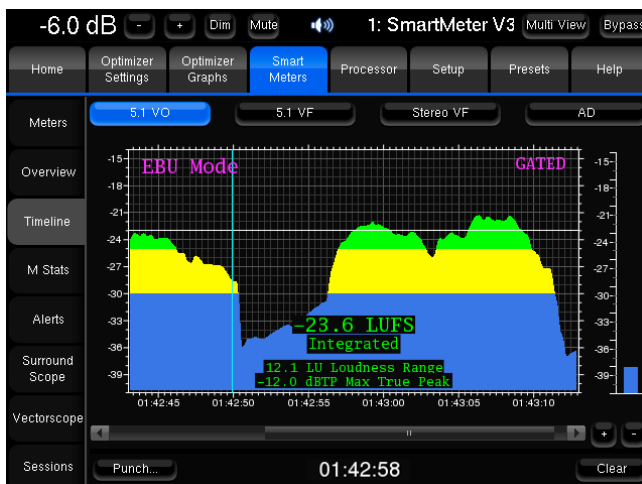 -6.0 dB - + Dim Mute 1: SmartMeter V3 Multi View Bypass
Home Optimizer Settings Optimizer Graphs Smart Meters Processor Setup Presets Help
Meters
Overview
Timeline
M Stats
Alerts
Surround Scope
Vectorscope
Sessions
5.1 VO 5.1 VF Stereo VF AD
EBU Mode GATED
-15 -15
-18 -18
-21 -21
-24 -24
-27 -27
-30 -30
-33 -33
-36 -36
-39 -39
-23.6 LUFS
Integrated
12.1 LU Loudness Range
-12.0 dBTP Max True Peak
01:42:45 01:42:50 01:42:55 01:43:00 01:43:05 01:43:10
+ -
Punch... 01:42:58 Clear